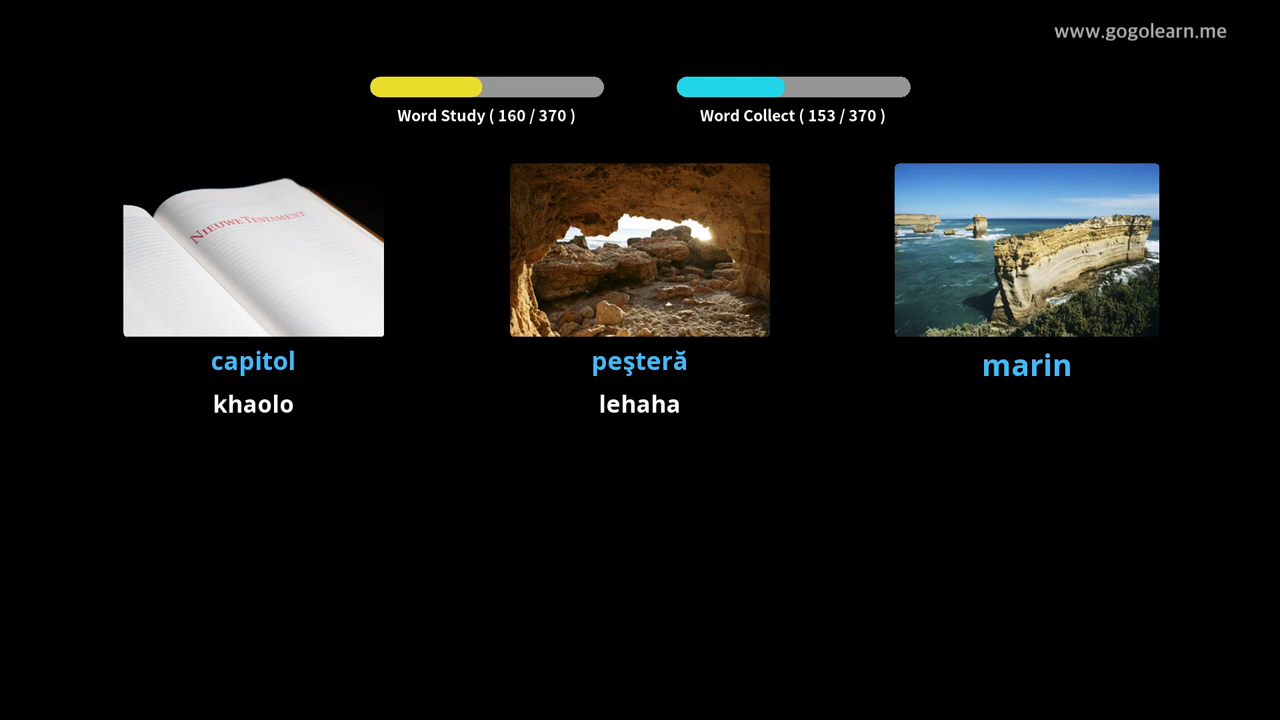 www.gogolearn.me
Word Study ( 160 / 370 )
Word Collect ( 153 / 370 )
NIEUWE TESTAMENT
capitol
peşteră
marin
khaolo
lehaha